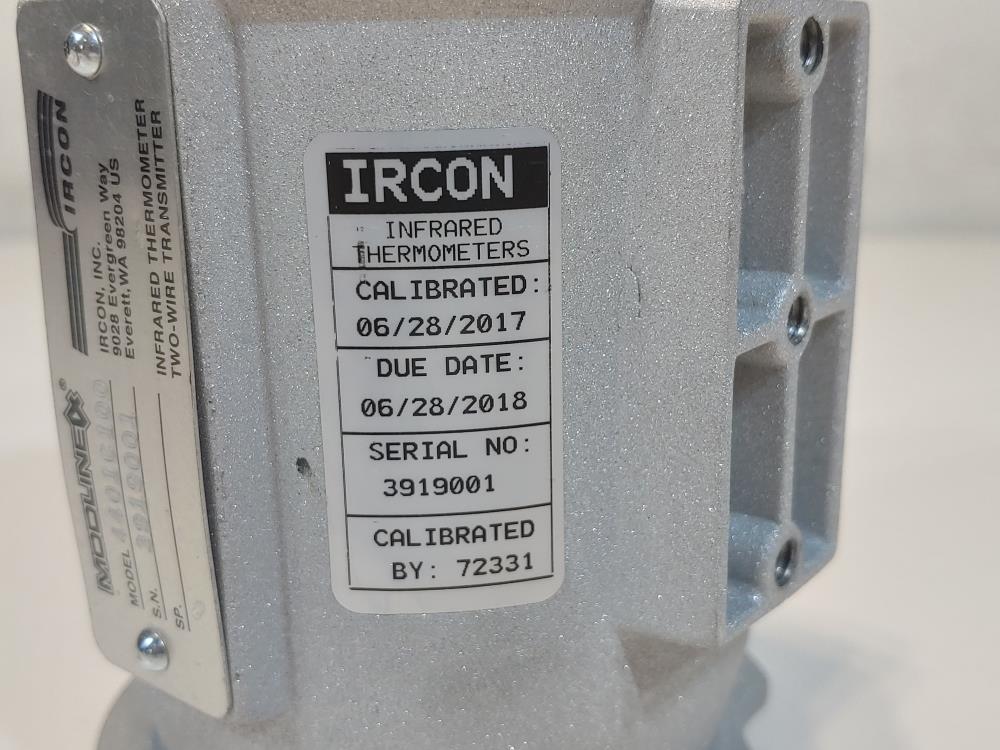 IRCON
IRCON, INC.
9028 Evergreen Way
Everett, WA 98204 US
INFRARED THERMOMETER
TWO-WIRE TRANSMITTER
MODLINE ®
MODEL
S.N. 3919001
SP.
IRCON
INFRARED
THERMOMETERS
CALIBRATED:
06/28/2017
DUE DATE:
06/28/2018
SERIAL NO:
3919001
CALIBRATED
BY: 72331